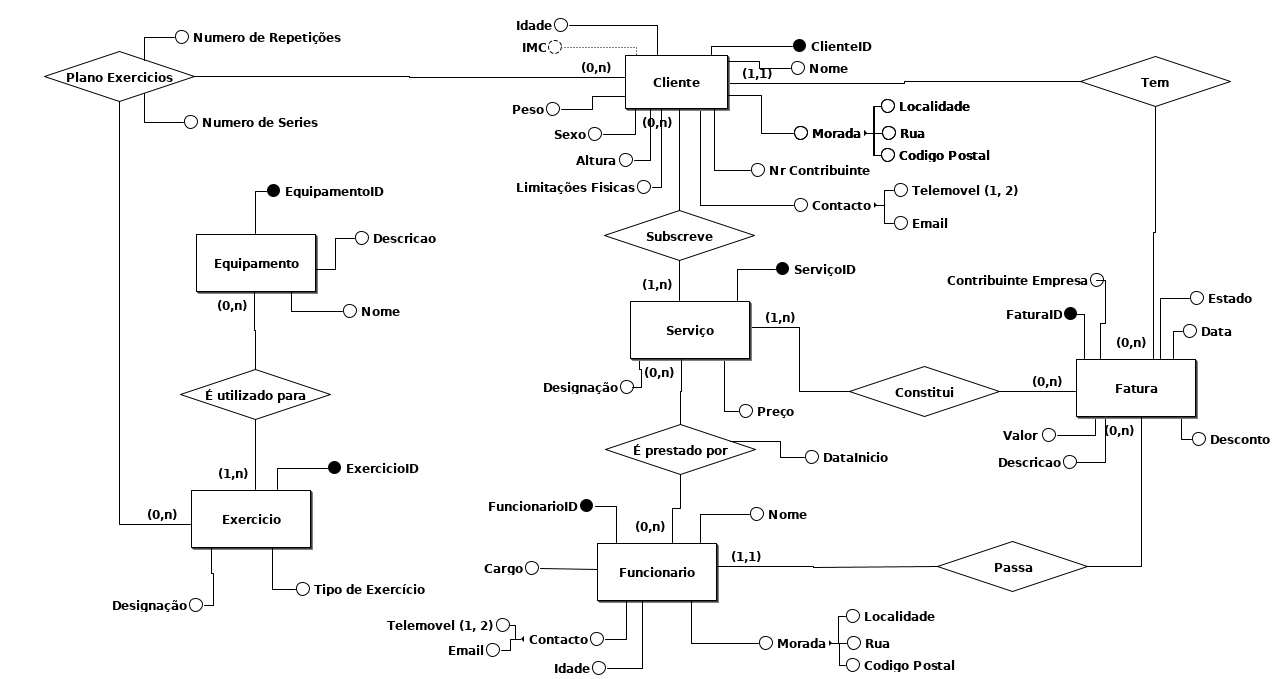 Idade
Numero de Repetições
IMC
ClienteID
(0,n)
(1,1)
Nome
Plano Exercicios
Cliente
Tem
Peso
Localidade
Numero de Series
(0,n)
Sexo
Morada
Rua
Altura
Codigo Postal
Nr Contribuinte
Limitações Fisicas
EquipamentoID
Telemovel (1, 2)
Contacto
Email
Descricao
Subscreve
Equipamento
ServiçoID
(1,n)
Contribuinte Empresa
Estado
(0,n)
Nome
(1,n)
FaturaID
Serviço
Data
(0,n)
(0,n)
Designação
(0,n)
Fatura
É utilizado para
Constitui
Preço
(0,n)
Valor
Desconto
É prestado por
DataInicio
Descricao
(1,n)
ExercicioID
FuncionarioID
Nome
(0,n)
Exercicio
(0,n)
(1,1)
Cargo
Funcionario
Passa
Tipo de Exercício
Designação
Localidade
Telemovel (1, 2)
Contacto
Morada
Rua
Email
Idade
Codigo Postal